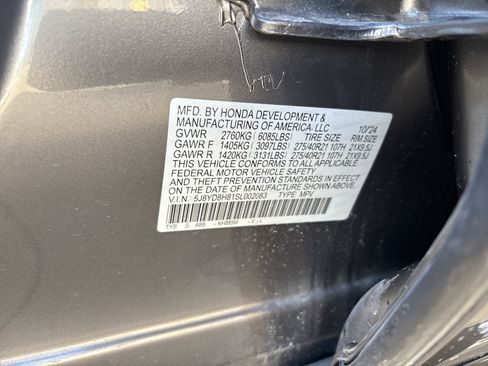 MFD. BY HONDA DEVELOPMENT &
MANUFACTURING OF AMERICA, LLC 10/24
GVWR 2760KG ( 6085LBS) TIRE SIZE RIM SIZE
GAWR F 1405KG ( 3097LBS) 275/40R21 107H 21X9.5J
GAWR R 1420KG ( 3131LBS) 275/40R21 107H 21X9.5J
THIS VEHICLE CONFORMS TO ALL APPLICABLE
FEDERAL MOTOR VEHICLE SAFETY, BUMPER,
AND THEFT PREVENTION STANDARDS IN EFFECT
ON THE DATE OF MANUFACTURE SHOWN ABOVE.
V.I.N.: 5J8YD8H81SL002083 TYPE: MPV
TYB S A55 -V-L